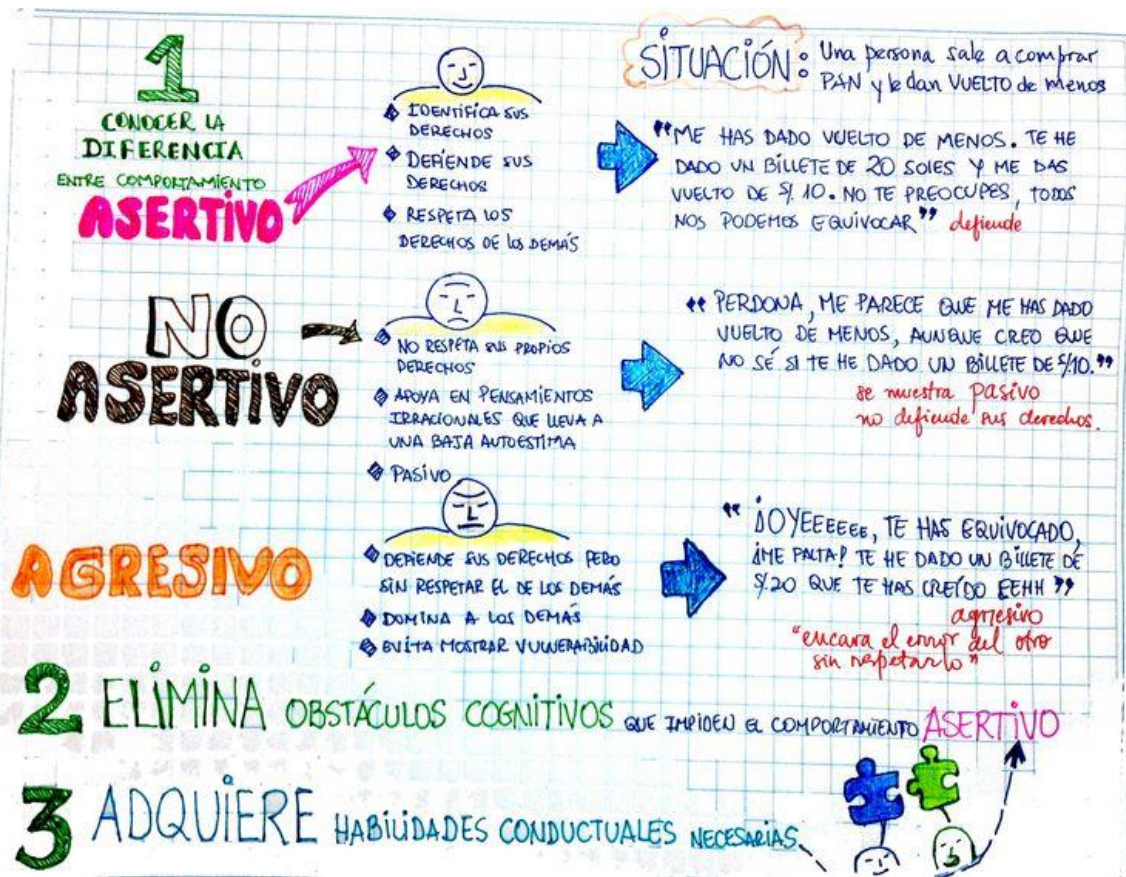 1
CONOCER LA
DIFERENCIA
ENTRE COMPORTAMIENTO
ASERTIVO
IDENTIFICA SUS
DERECHOS
DEFIENDE SUS
DERECHOS
RESPETA LOS
DERECHOS DE LOS DEMÁS
SITUACIÓN: Una persona sale a comprar
PAN y le dan VUELTO de menos
"ME HAS DADO VUELTO DE MENOS. TE HE
DADO UN BILLETE DE 20 SOLES Y ME DAS
VUELTO DE S/. 10. NO TE PREOCUPES, TODOS
NOS PODEMOS EQUIVOCAR" defiende
NO
ASERTIVO
NO RESPETA SUS PROPIOS
DERECHOS
APOYA EN PENSAMIENTOS
IRRACIONALES QUE LLEVA A
UNA BAJA AUTOESTIMA
PASIVO
"PERDONA, ME PARECE QUE ME HAS DADO
VUELTO DE MENOS, AUNQUE CREO QUE
NO SÉ SI TE HE DADO UN BILLETE DE S/.10."
se muestra pasivo
no defiende sus derechos.
AGRESIVO
DEFIENDE SUS DERECHOS PERO
SIN RESPETAR EL DE LOS DEMÁS
DOMINA A LOS DEMÁS
EVITA MOSTRAR VULNERABILIDAD
"¡OYEEEEEE, TE HAS EQUIVOCADO,
¡ME FALTA! TE HE DADO UN BILLETE DE
S/.20 QUE TE HAS CREÍDO EEHH"
agresivo
"encara el error del otro
sin respetarlo"
2 ELIMINA OBSTÁCULOS COGNITIVOS QUE IMPIDEN EL COMPORTAMIENTO ASERTIVO
3 ADQUIERE HABILIDADES CONDUCTUALES NECESARIAS